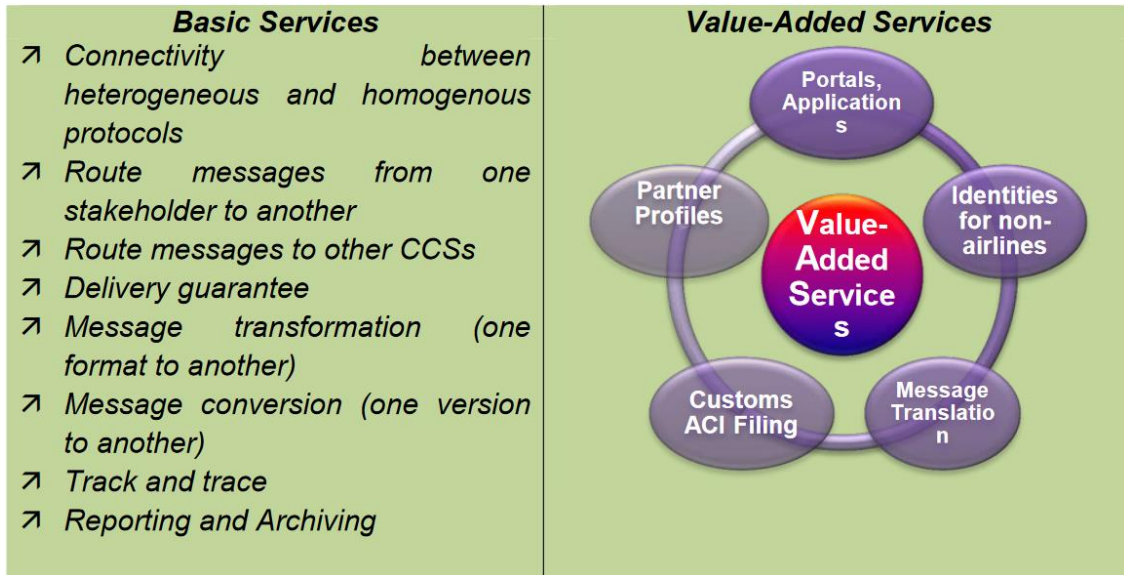 Basic Services
Connectivity between
heterogeneous and homogenous
protocols
Route messages from one
stakeholder to another
Route messages to other CCSs
Delivery guarantee
Message transformation (one
format to another)
Message conversion (one version
to another)
Track and trace
Reporting and Archiving
Value-Added Services
Portals,
Application
s
Identities
for non-
airlines
Message
Translatio
n
Customs
ACI Filing
Partner
Profiles
Value-
Added
Service
s